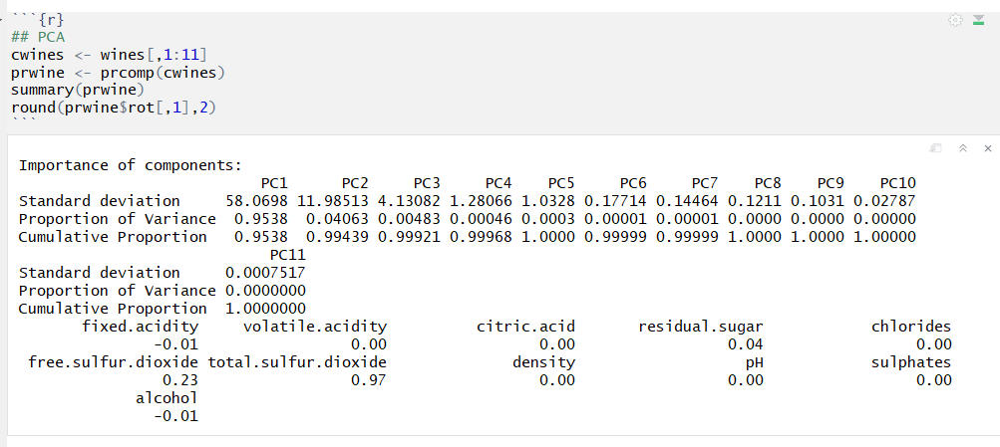 ```{r}
## PCA
cwines <- wines[,1:11]
prwine <- prcomp(cwines)
summary(prwine)
round(prwine$rot[,1],2)
```
Importance of components:
                           PC1      PC2     PC3     PC4    PC5     PC6     PC7    PC8    PC9    PC10
Standard deviation     58.0698 11.98513 4.13082 1.28066 1.0328 0.17714 0.14464 0.1211 0.1031 0.02787
Proportion of Variance  0.9538  0.04063 0.00483 0.00046 0.0003 0.00001 0.00001 0.0000 0.0000 0.00000
Cumulative Proportion   0.9538  0.99439 0.99921 0.99968 1.0000 0.99999 0.99999 1.0000 1.0000 1.00000
                            PC11
Standard deviation     0.0007517
Proportion of Variance 0.0000000
Cumulative Proportion  1.0000000
       fixed.acidity     volatile.acidity          citric.acid       residual.sugar            chlorides
               -0.01                 0.00                 0.00                 0.04                 0.00
 free.sulfur.dioxide total.sulfur.dioxide              density                   pH            sulphates
                0.23                 0.97                 0.00                 0.00                 0.00
             alcohol
               -0.01